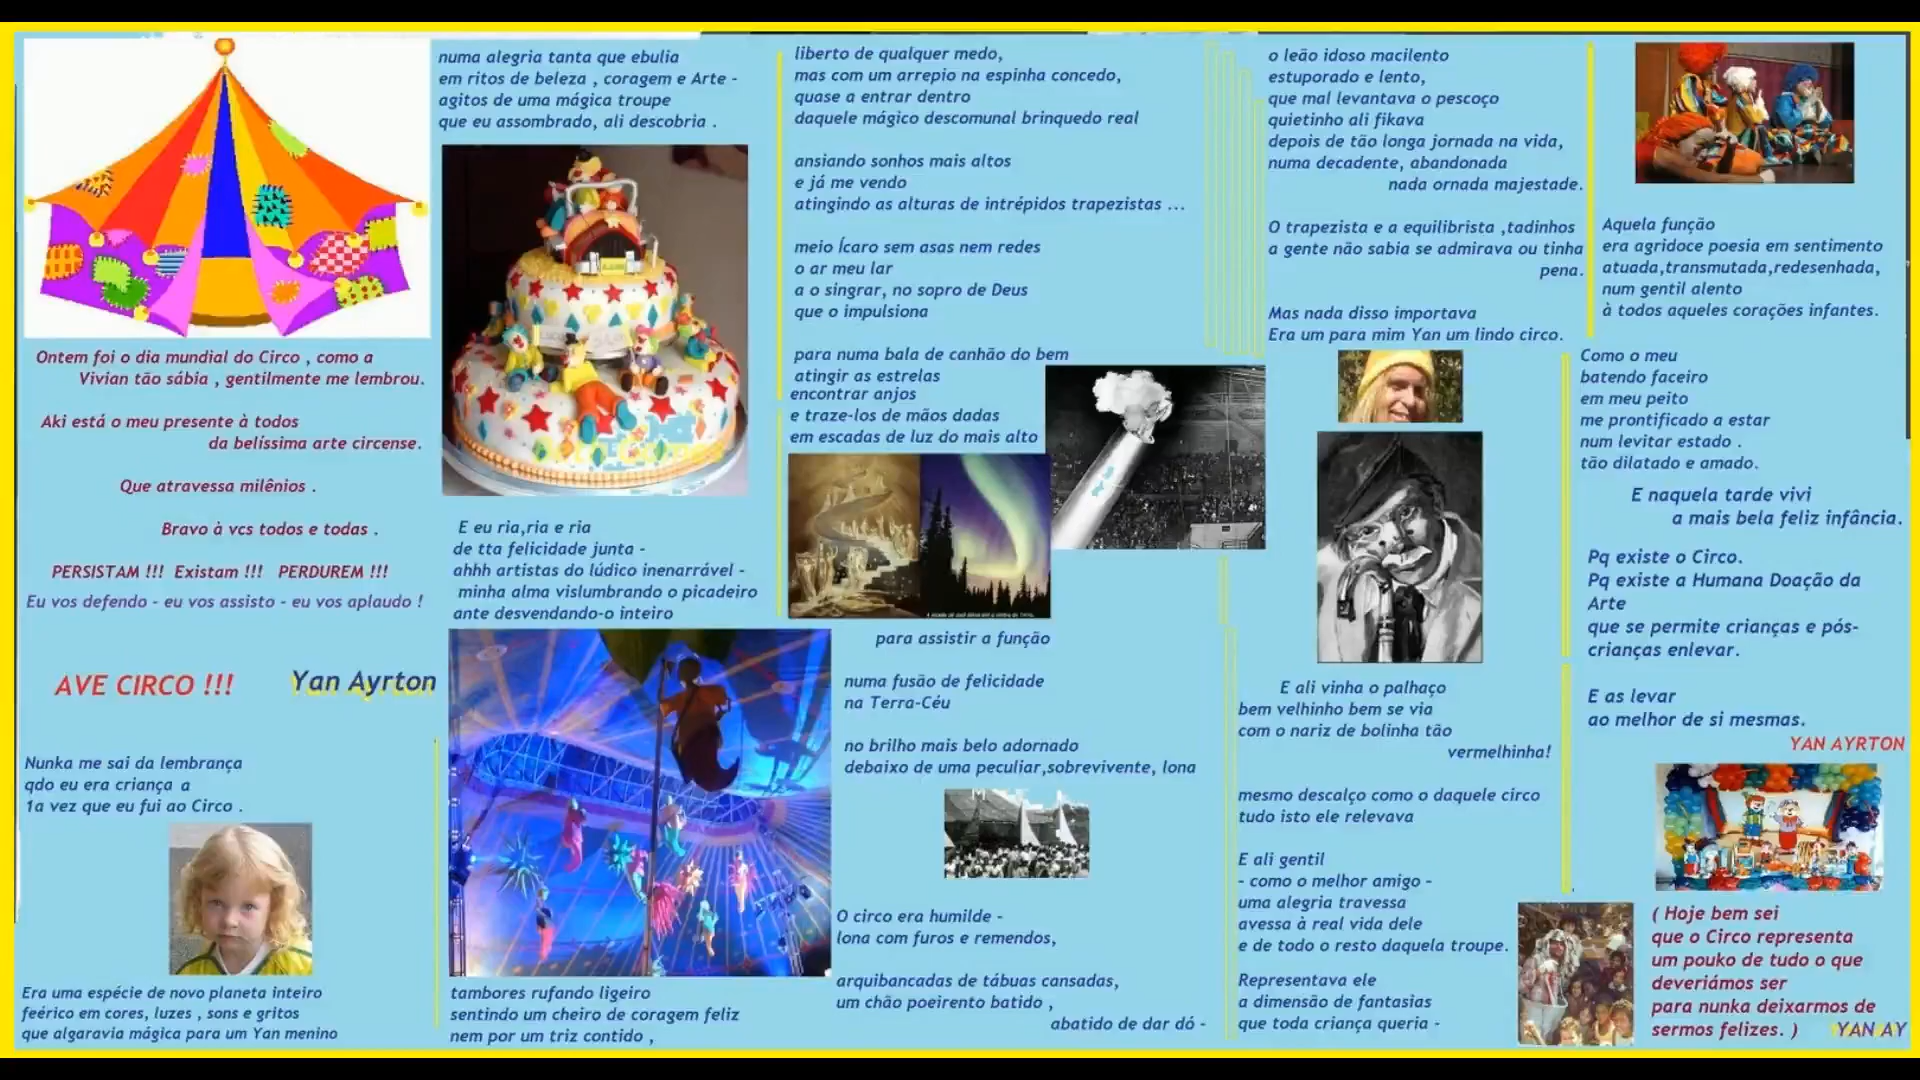 Ontem foi o dia mundial do Circo , como a
Vivian tão sábia , gentilmente me lembrou.
Aki está o meu presente à todos
da belíssima arte circense.
Que atravessa milênios .
Bravo à vcs todos e todas .
PERSISTAM !!! Existam !!! PERDUREM !!!
Eu vos defendo - eu vos assisto - eu vos aplaudo !
AVE CIRCO !!! Yan Ayrton
Nunka me sai da lembrança
qdo eu era criança a
1a vez que eu fui ao Circo .
Era uma espécie de novo planeta inteiro
feérico em cores, luzes , sons e gritos
que algaravia mágica para um Yan menino
numa alegria tanta que ebulia
em ritos de beleza , coragem e Arte -
agitos de uma mágica troupe
que eu assombrado, ali descobria .
E eu ria,ria e ria
de tta felicidade junta -
ahhh artistas do lúdico inenarrável -
minha alma vislumbrando o picadeiro
ante desvendando-o inteiro
tambores rufando ligeiro
sentindo um cheiro de coragem feliz
nem por um triz contido ,
liberto de qualquer medo,
mas com um arrepio na espinha concedo,
quase a entrar dentro
daquele mágico descomunal brinquedo real
ansiando sonhos mais altos
e já me vendo
atingindo as alturas de intrépidos trapezistas ...
meio Ícaro sem asas nem redes
o ar meu lar
a o singrar, no sopro de Deus
que o impulsiona
para numa bala de canhão do bem
atingir as estrelas
encontrar anjos
e traze-los de mãos dadas
em escadas de luz do mais alto
para assistir a função
numa fusão de felicidade
na Terra-Céu
no brilho mais belo adornado
debaixo de uma peculiar,sobrevivente, lona
O circo era humilde -
lona com furos e remendos,
arquibancadas de tábuas cansadas,
um chão poeirento batido ,
abatido de dar dó -
o leão idoso macilento
estuporado e lento,
que mal levantava o pescoço
quietinho ali fikava
depois de tão longa jornada na vida,
numa decadente, abandonada
nada ornada majestade.
O trapezista e a equilibrista ,tadinhos
a gente não sabia se admirava ou tinha
pena.
Mas nada disso importava
Era um para mim Yan um lindo circo.
E ali vinha o palhaço
bem velhinho bem se via
com o nariz de bolinha tão
vermelhinha!
mesmo descalço como o daquele circo
tudo isto ele relevava
E ali gentil
- como o melhor amigo -
uma alegria travessa
avessa à real vida dele
e de todo o resto daquela troupe.
Representava ele
a dimensão de fantasias
que toda criança queria -
Aquela função
era agridoce poesia em sentimento
atuada,transmutada,redesenhada,
num gentil alento
à todos aqueles corações infantes.
Como o meu
batendo faceiro
em meu peito
me prontificado a estar
num levitar estado .
tão dilatado e amado.
E naquela tarde vivi
a mais bela feliz infância.
Pq existe o Circo.
Pq existe a Humana Doação da
Arte
que se permite crianças e pós-
crianças enlevar.
E as levar
ao melhor de si mesmas.
YAN AYRTON
( Hoje bem sei
que o Circo representa
um pouko de tudo o que
deveriámos ser
para nunka deixarmos de
sermos felizes. ) YAN AY